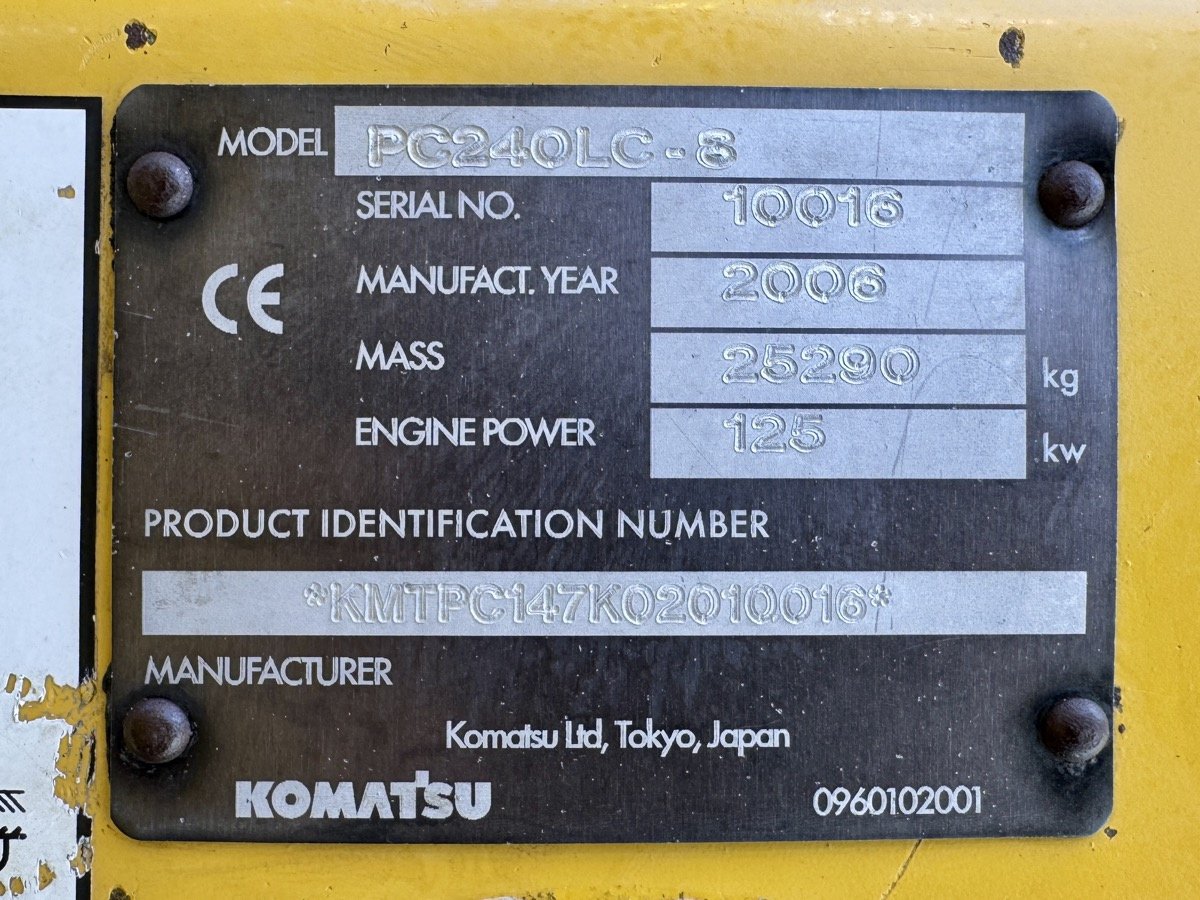 MODEL PC240LC-8
SERIAL NO. 10016
CE
MANUFACT. YEAR 2006
MASS 25290 kg
ENGINE POWER 125 kw
PRODUCT IDENTIFICATION NUMBER
*KMTPC147K02010016*
MANUFACTURER
Komatsu Ltd, Tokyo, Japan
KOMATSU 0960102001